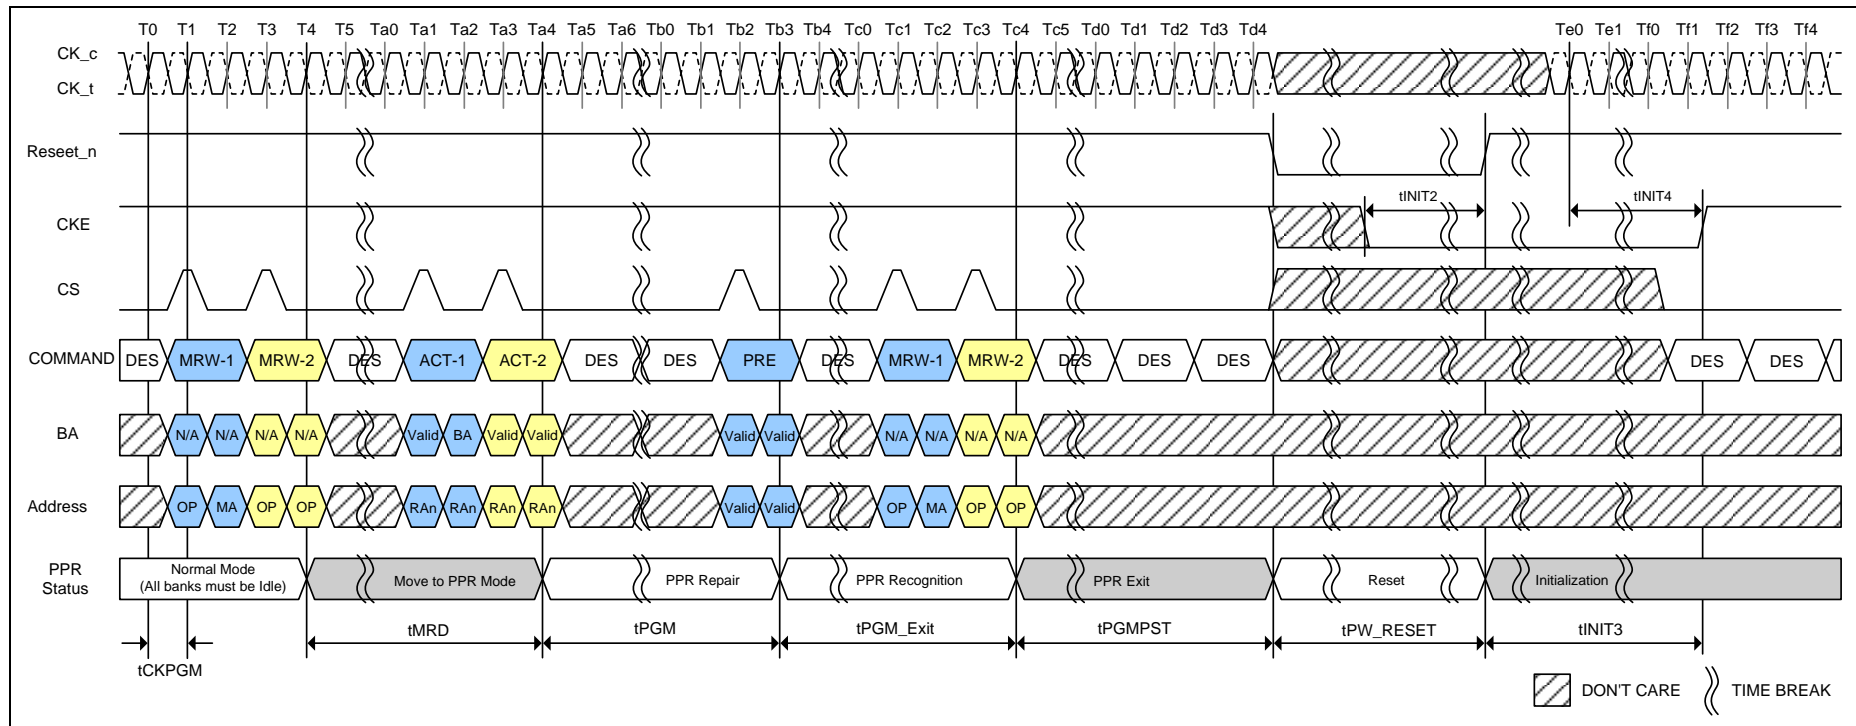 T0 T1 T2 T3 T4 T5 Ta0 Ta1 Ta2 Ta3 Ta4 Ta5 Ta6 Tb0 Tb1 Tb2 Tb3 Tb4 Tc0 Tc1 Tc2 Tc3 Tc4 Tc5 Td0 Td1 Td2 Td3 Td4 Te0 Te1 Tf0 Tf1 Tf2 Tf3 Tf4
CK_c
CK_t
Reseet_n
CKE tINIT2 tINIT4
CS
COMMAND DES MRW-1 MRW-2 DES ACT-1 ACT-2 DES DES PRE DES MRW-1 MRW-2 DES DES DES DES DES
BA N/A N/A N/A N/A Valid BA Valid Valid Valid Valid N/A N/A N/A N/A
Address OP MA OP OP RAn RAn RAn RAn Valid Valid OP MA OP OP
PPR Status Normal Mode (All banks must be Idle) Move to PPR Mode PPR Repair PPR Recognition PPR Exit Reset Initialization
tCKPGM tMRD tPGM tPGM_Exit tPGMPST tPW_RESET tINIT3
DON'T CARE TIME BREAK